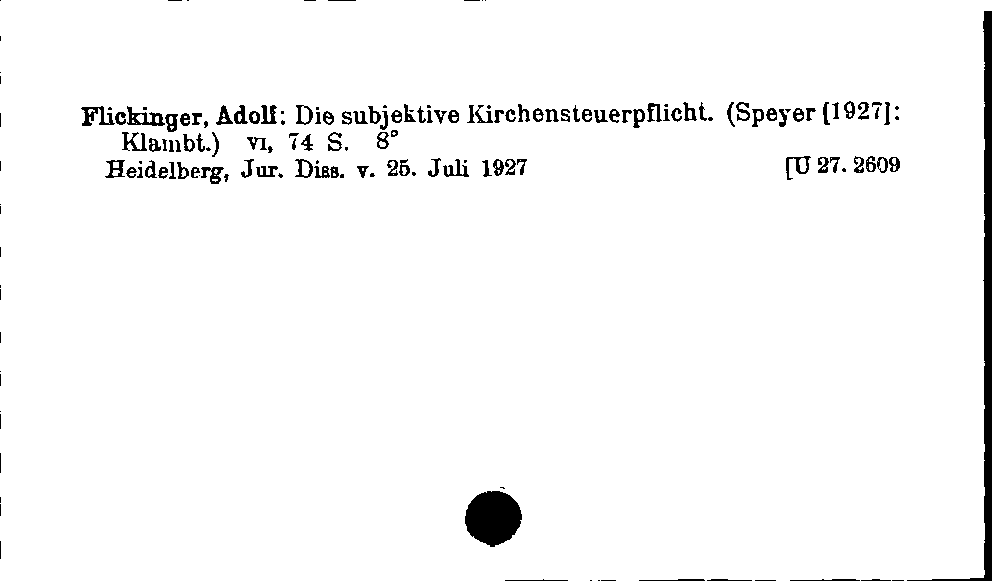 Flickinger, Adolf: Die subjektive Kirchensteuerpflicht. (Speyer [1927]:
Klambt.) VI, 74 S. 8°
Heidelberg, Jur. Diss. v. 25. Juli 1927 [U 27. 2609